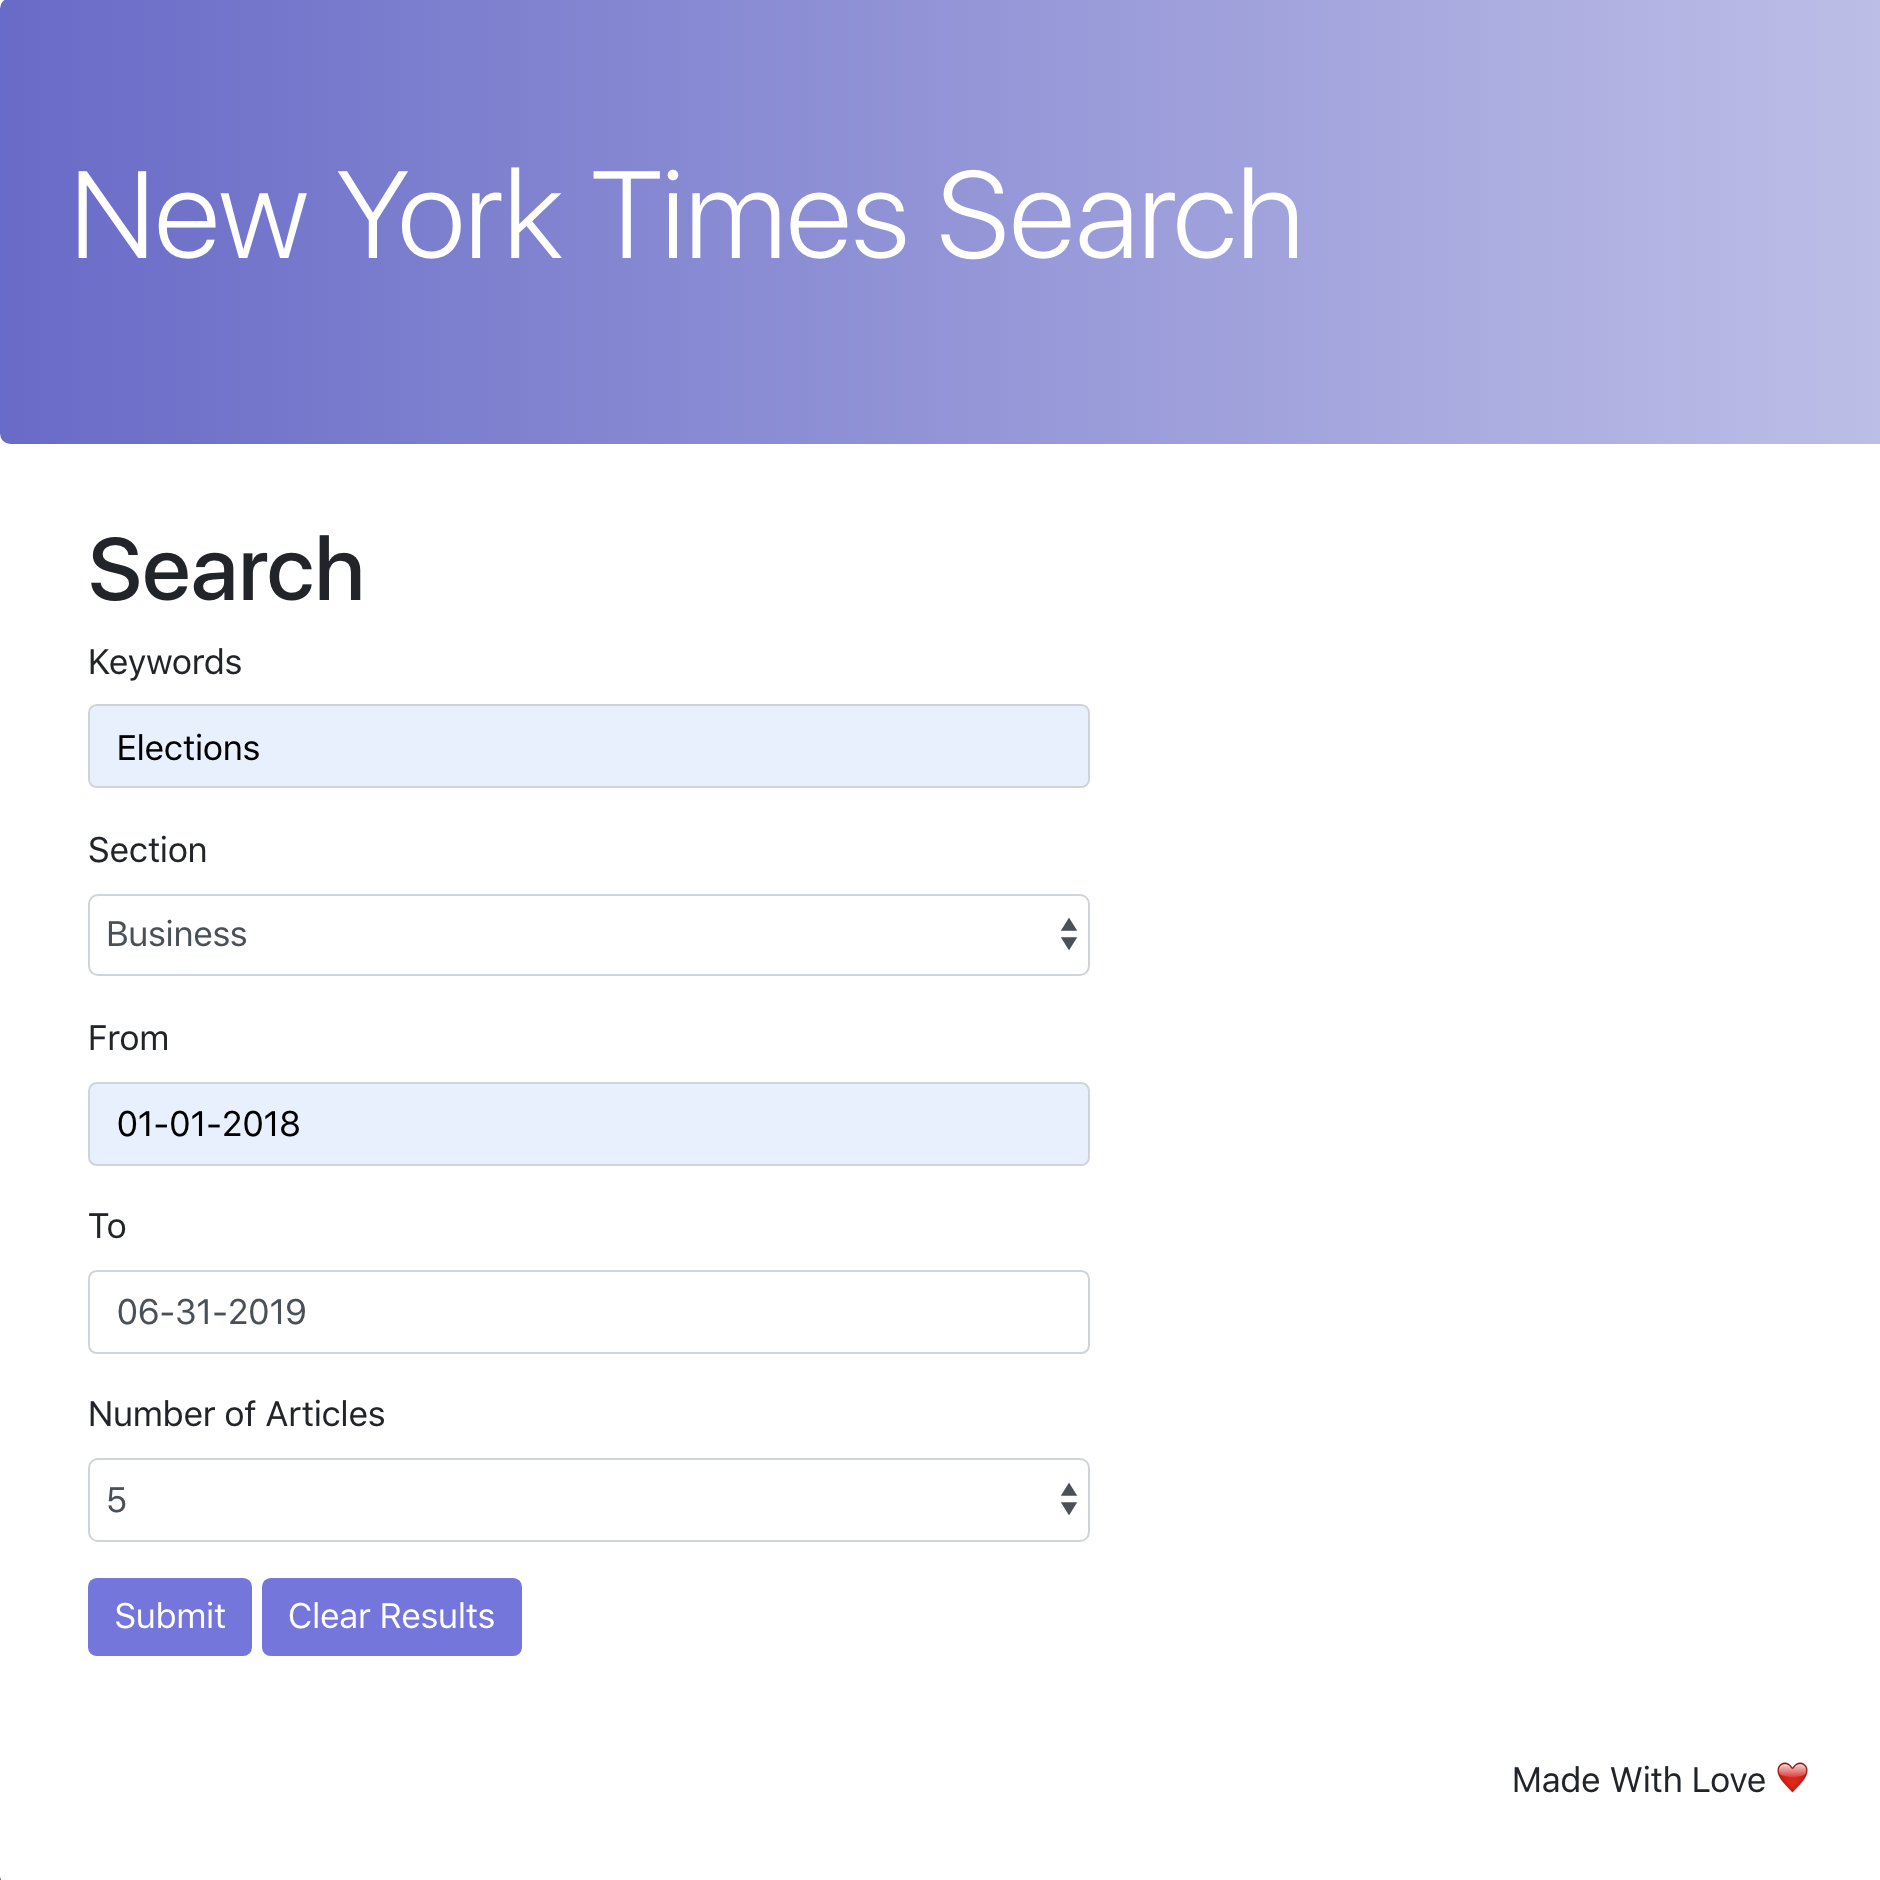 New York Times Search
Search
Keywords
Elections
Section
Business
From
01-01-2018
To
06-31-2019
Number of Articles
5
Submit Clear Results
Made With Love ❤️